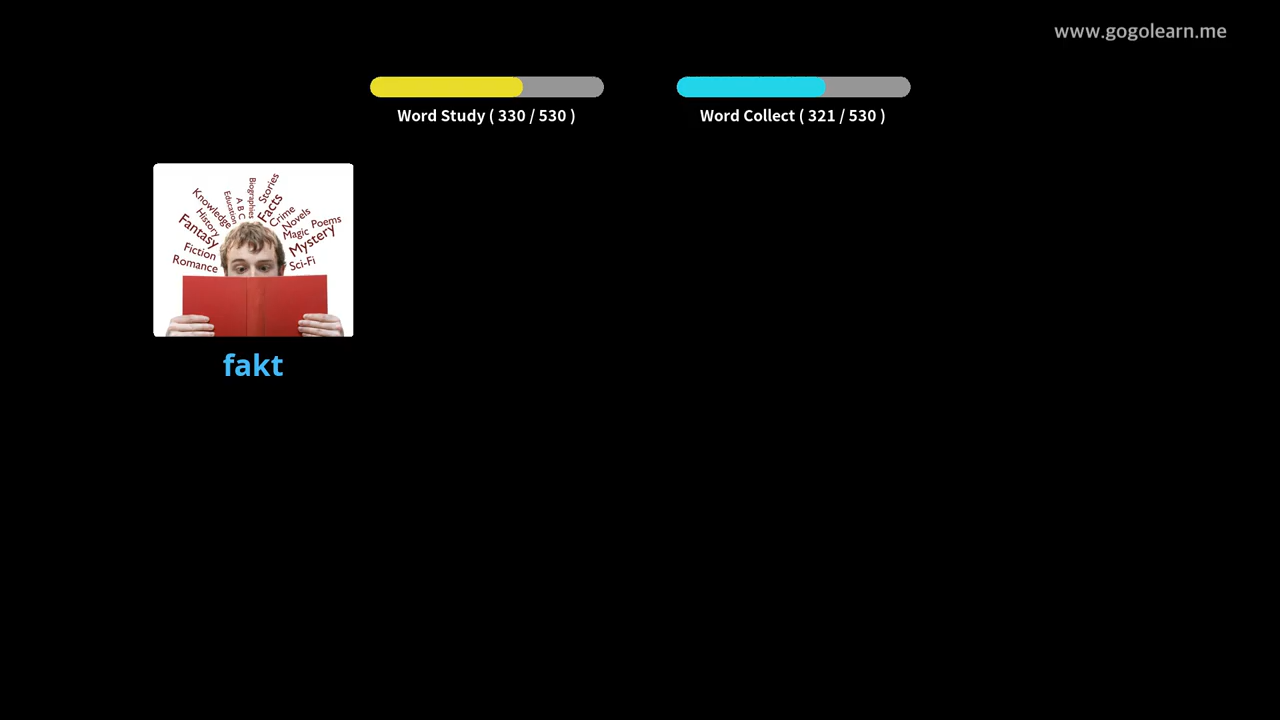 www.gogolearn.me
Word Study ( 330 / 530 )
Word Collect ( 321 / 530 )
Knowledge
History
Fantasy
Fiction
Romance
Education
A B C
Biographies
Stories
Facts
Crime
Novels
Magic
Poems
Mystery
Sci-Fi
fakt